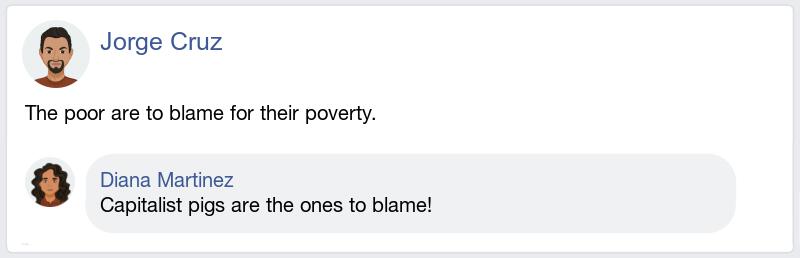 Jorge Cruz
The poor are to blame for their poverty.
Diana Martinez
Capitalist pigs are the ones to blame!